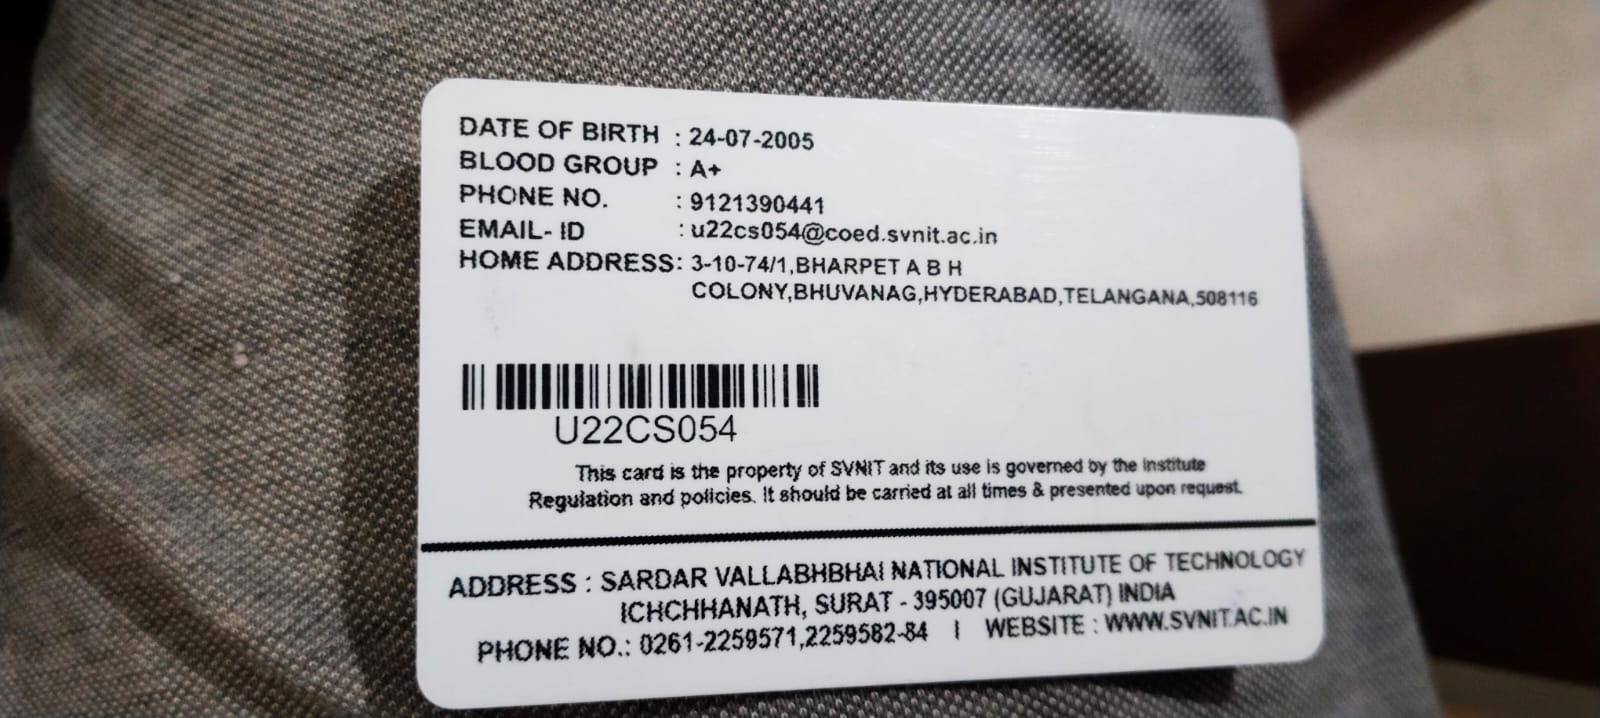 DATE OF BIRTH : 24-07-2005
BLOOD GROUP : A+
PHONE NO. : 9121390441
EMAIL- ID : u22cs054@coed.svnit.ac.in
HOME ADDRESS: 3-10-74/1,BHARPET A B H
COLONY,BHUVANAG,HYDERABAD,TELANGANA,508116
U22CS054
This card is the property of SVNIT and its use is governed by the Institute
Regulation and policies. It should be carried at all times & presented upon request.
ADDRESS : SARDAR VALLABHBHAI NATIONAL INSTITUTE OF TECHNOLOGY
ICHCHHANATH, SURAT - 395007 (GUJARAT) INDIA
PHONE NO.: 0261-2259571,2259582-84 | WEBSITE : WWW.SVNIT.AC.IN